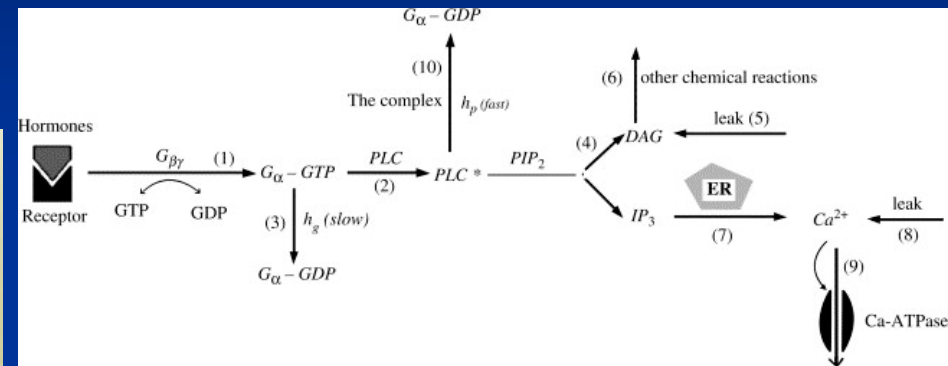 Gα – GDP
(10)
The complex
hp (fast)
(6)
other chemical reactions
Hormones
Receptor
Gβγ
(1)
GTP
GDP
Gα – GTP
PLC
(2)
PLC *
PIP2
(4)
DAG
leak (5)
(3)
hg (slow)
Gα – GDP
IP3
ER
(7)
Ca2+
leak
(8)
(9)
Ca-ATPase